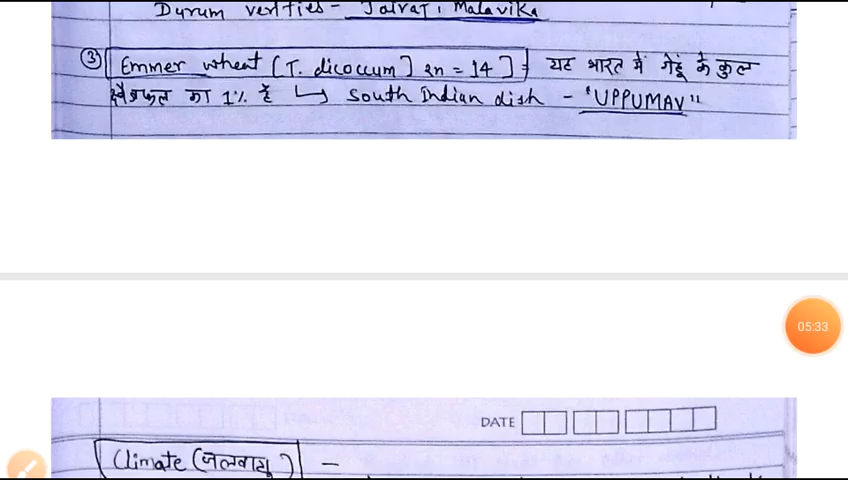 Durum verities - Jairaj, Malavika
③ Emmer wheat [T. dicoccum] 2n = 14] = यह भारत में गेहूं के कुल
क्षेत्रफल का 1% है ↳ South Indian dish - "UPPUMAV"
05:33
DATE
Climate (जलवायु) -